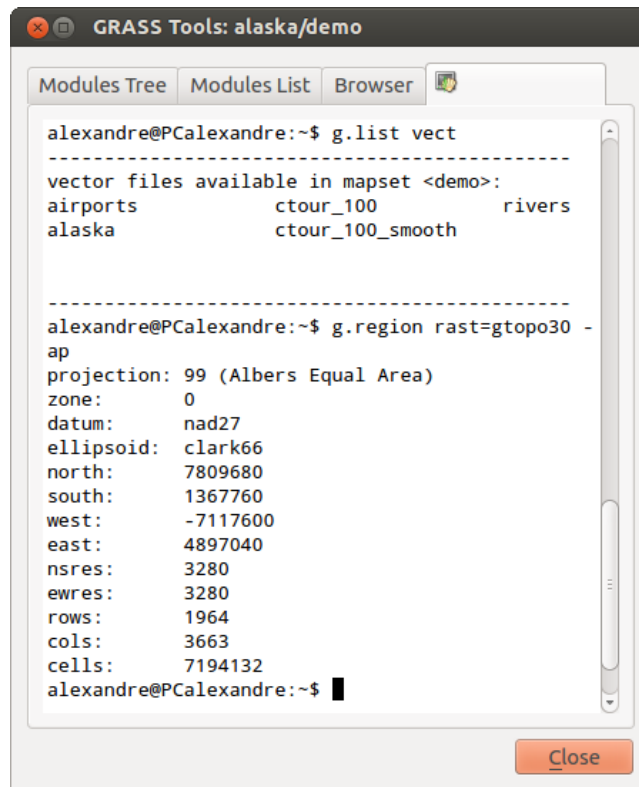 GRASS Tools: alaska/demo
Modules Tree Modules List Browser
alexandre@PCalexandre:~$ g.list vect
----------------------------------------------
vector files available in mapset <demo>:
airports ctour_100 rivers
alaska ctour_100_smooth
----------------------------------------------
alexandre@PCalexandre:~$ g.region rast=gtopo30 -
ap
projection: 99 (Albers Equal Area)
zone: 0
datum: nad27
ellipsoid: clark66
north: 7809680
south: 1367760
west: -7117600
east: 4897040
nsres: 3280
ewres: 3280
rows: 1964
cols: 3663
cells: 7194132
alexandre@PCalexandre:~$
Close